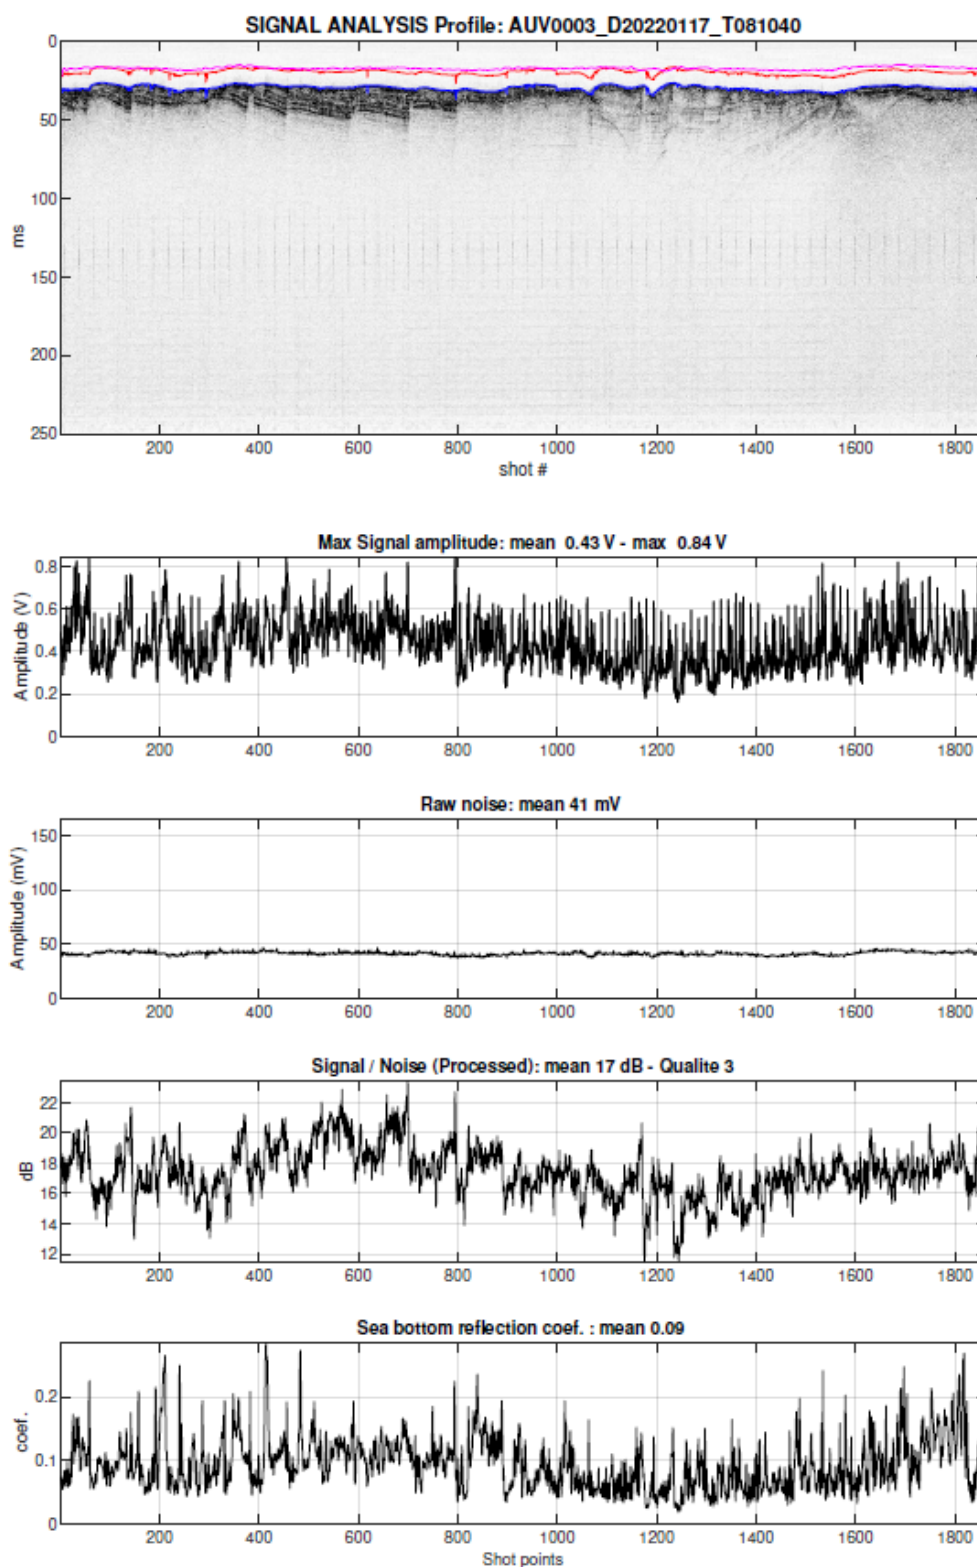 SIGNAL ANALYSIS Profile: AUV0003_D20220117_T081040
0
50
100
150
200
250
ms
200 400 600 800 1000 1200 1400 1600 1800
shot #
Max Signal amplitude: mean 0.43 V - max 0.84 V
0.8
0.6
0.4
0.2
0
Amplitude (V)
200 400 600 800 1000 1200 1400 1600 1800
Raw noise: mean 41 mV
150
100
50
0
Amplitude (mV)
200 400 600 800 1000 1200 1400 1600 1800
Signal / Noise (Processed): mean 17 dB - Qualite 3
22
20
18
16
14
12
dB
200 400 600 800 1000 1200 1400 1600 1800
Sea bottom reflection coef. : mean 0.09
0.2
0.1
0
coef.
200 400 600 800 1000 1200 1400 1600 1800
Shot points